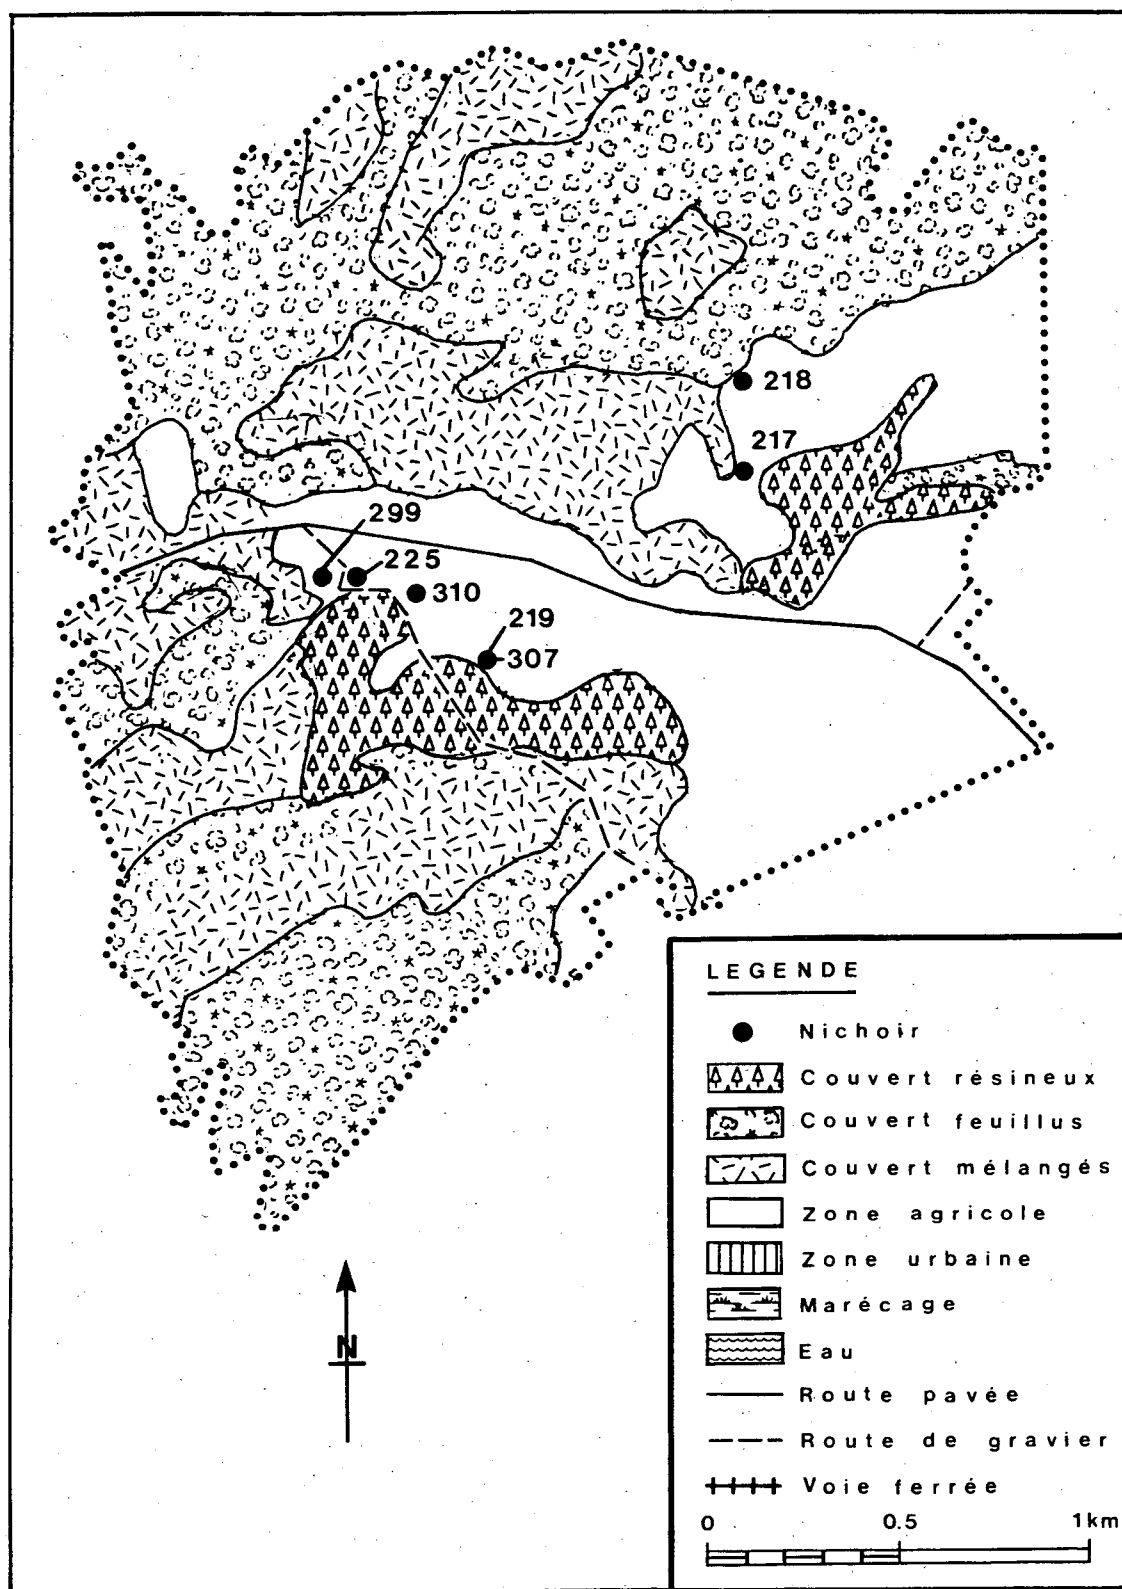 218
217
299
225
310
219
307
N
LEGENDE
Nichoir
Couvert résineux
Couvert feuillus
Couvert mélangés
Zone agricole
Zone urbaine
Marécage
Eau
Route pavée
Route de gravier
Voie ferrée
0 0.5 1km